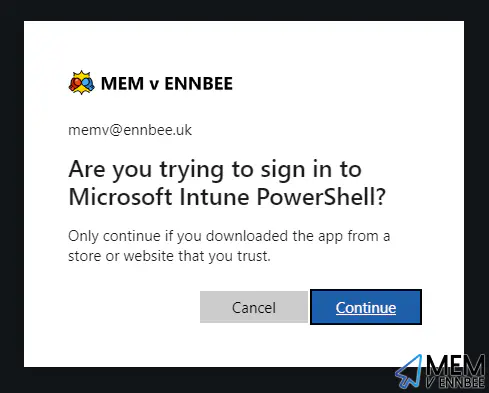 MEM v ENNBEE
memv@ennbee.uk
Are you trying to sign in to
Microsoft Intune PowerShell?
Only continue if you downloaded the app from a
store or website that you trust.
Cancel
Continue
MEM
V ENNBEE